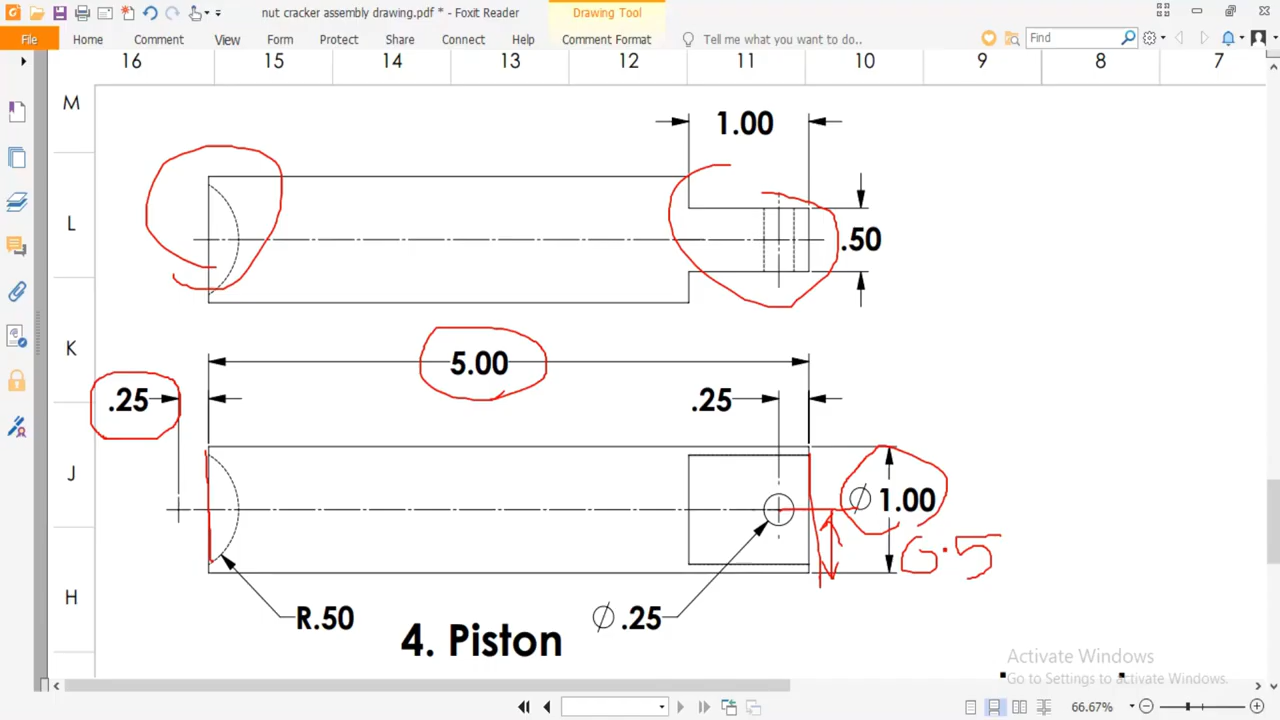 nut cracker assembly drawing.pdf * - Foxit Reader
Drawing Tool
File
Home
Comment
View
Form
Protect
Share
Connect
Help
Comment Format
Tell me what you want to do..
Find
16 15 14 13 12 11 10 9 8 7
M
1.00
L
.50
K
5.00
.25
.25
J
Ø 1.00
0.5
H
R.50
Ø .25
4. Piston
Activate Windows
Go to Settings to activate Windows.
66.67%